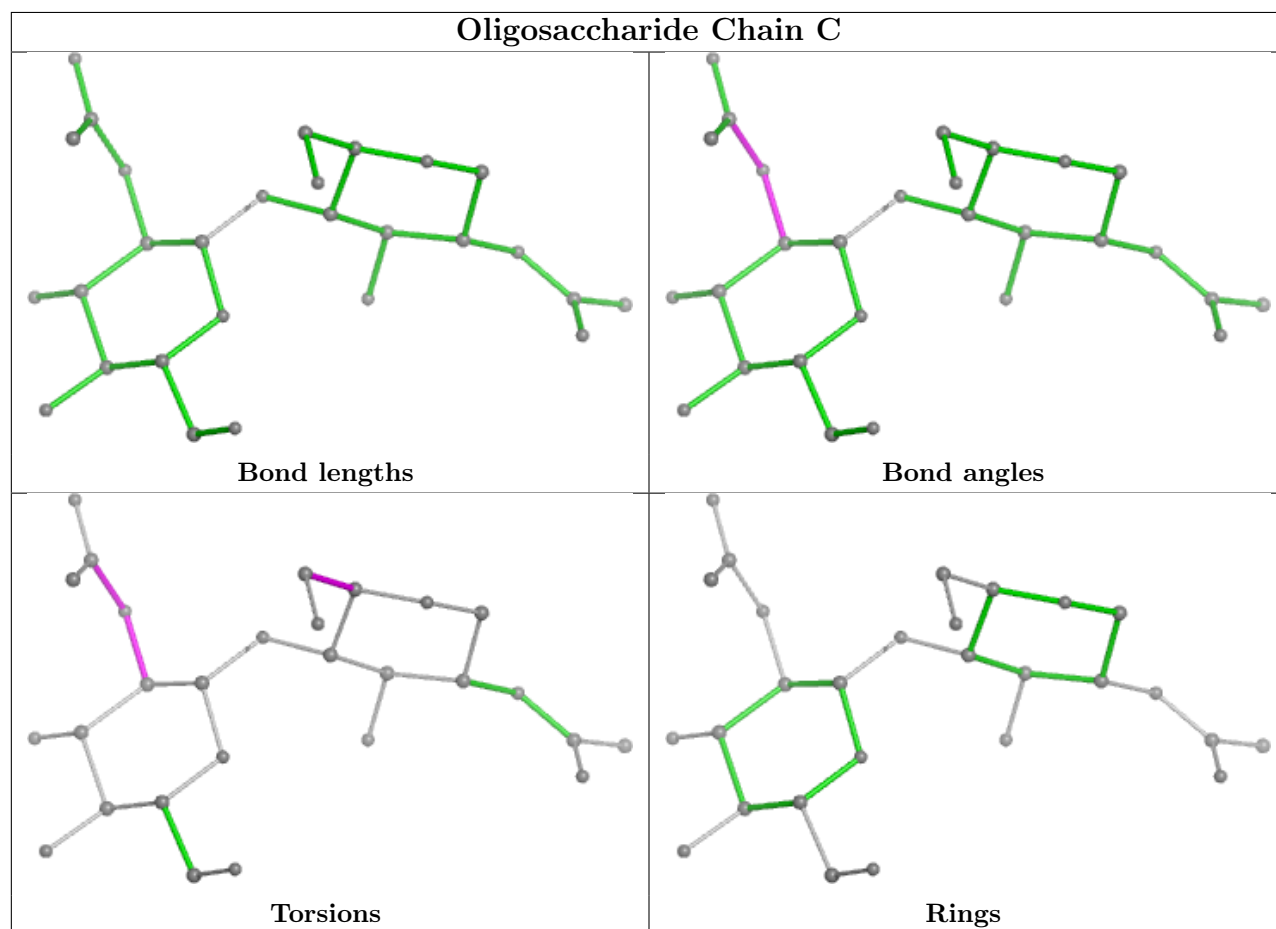 Oligosaccharide Chain C
Bond lengths
Bond angles
Torsions
Rings